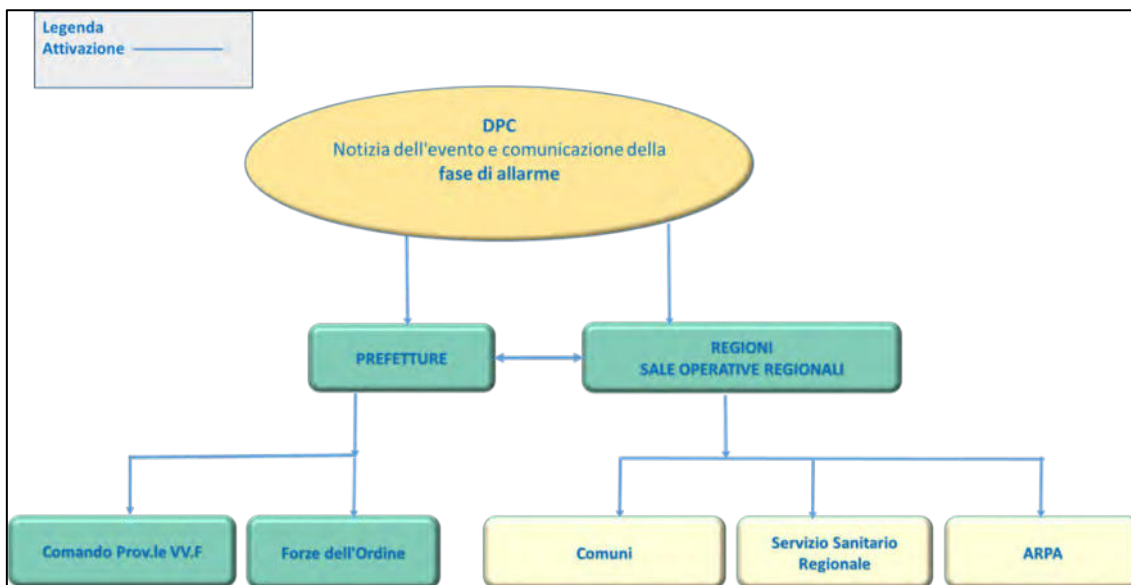 Legenda
Attivazione
DPC
Notizia dell'evento e comunicazione della
fase di allarme
PREFETTURE
REGIONI
SALE OPERATIVE REGIONALI
Comando Prov.le VV.F
Forze dell'Ordine
Comuni
Servizio Sanitario
Regionale
ARPA